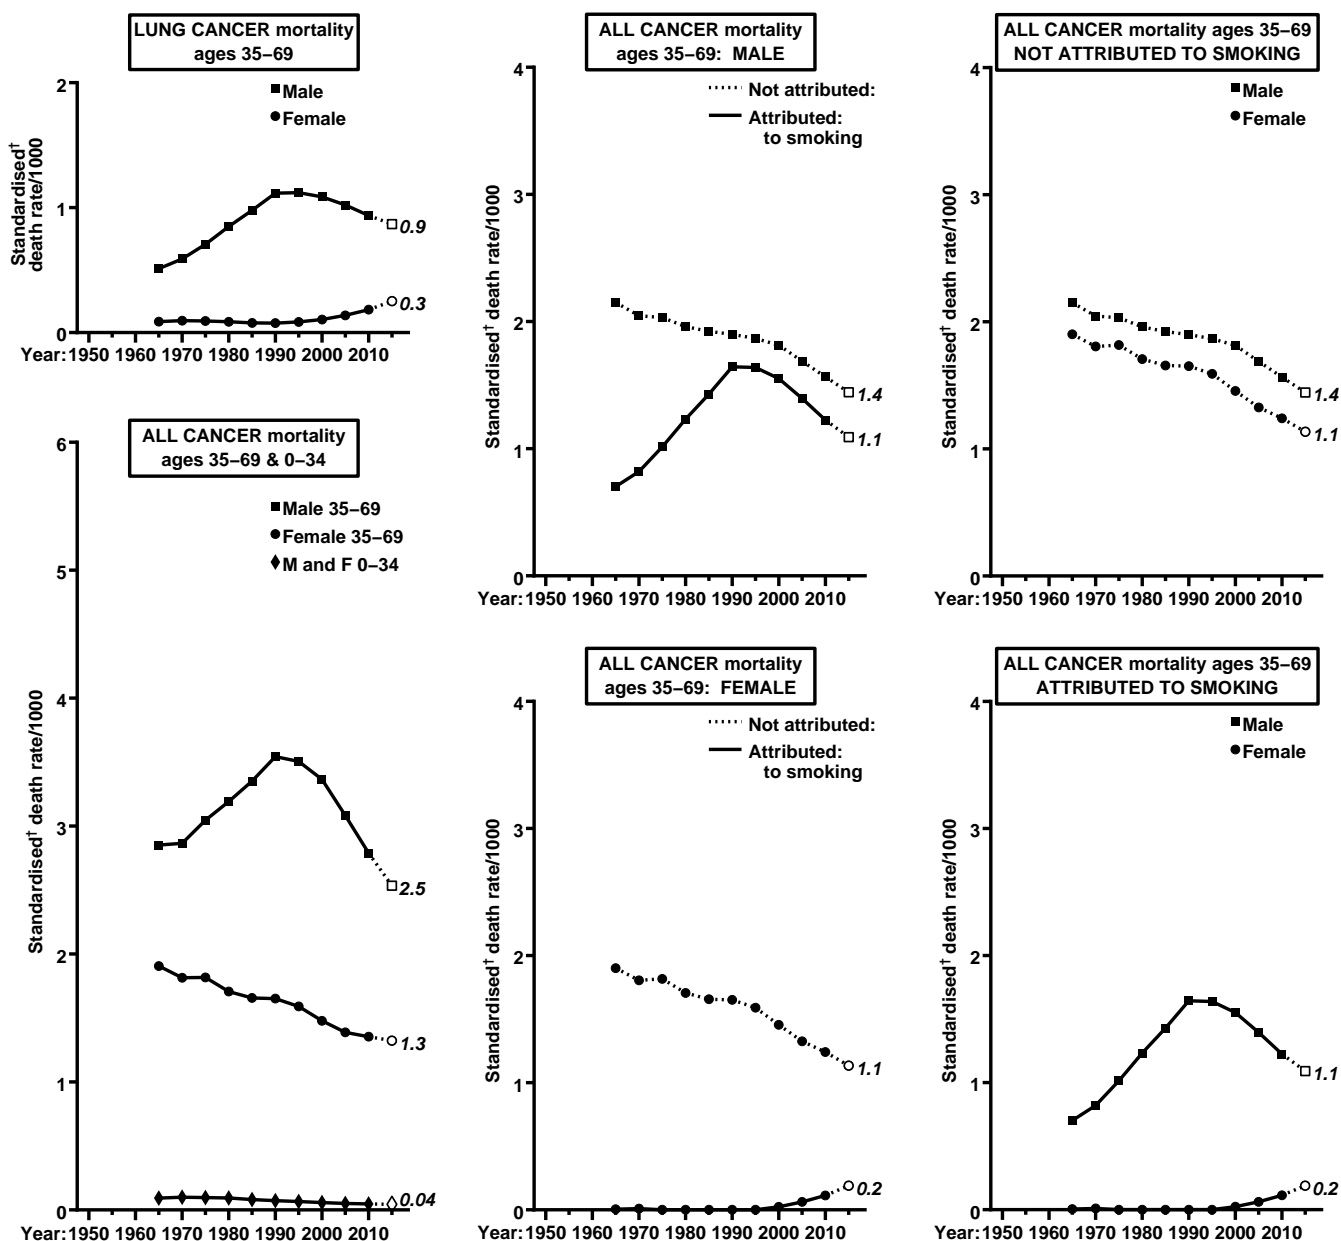 LUNG CANCER mortality
ages 35–69
Male
Female
Standardised†
death rate/1000
2
1
0
0.9
0.3
Year: 1950 1960 1970 1980 1990 2000 2010
ALL CANCER mortality
ages 35–69 & 0–34
Male 35–69
Female 35–69
M and F 0–34
Standardised† death rate/1000
6
5
4
3
2
1
0
2.5
1.3
0.04
Year: 1950 1960 1970 1980 1990 2000 2010
ALL CANCER mortality
ages 35–69: MALE
Not attributed:
Attributed:
to smoking
Standardised† death rate/1000
4
3
2
1
0
1.4
1.1
Year: 1950 1960 1970 1980 1990 2000 2010
ALL CANCER mortality
ages 35–69: FEMALE
Not attributed:
Attributed:
to smoking
Standardised† death rate/1000
4
3
2
1
0
1.1
0.2
Year: 1950 1960 1970 1980 1990 2000 2010
ALL CANCER mortality ages 35–69
NOT ATTRIBUTED TO SMOKING
Male
Female
Standardised† death rate/1000
4
3
2
1
0
1.4
1.1
Year: 1950 1960 1970 1980 1990 2000 2010
ALL CANCER mortality ages 35–69
ATTRIBUTED TO SMOKING
Male
Female
Standardised† death rate/1000
4
3
2
1
0
1.1
0.2
Year: 1950 1960 1970 1980 1990 2000 2010